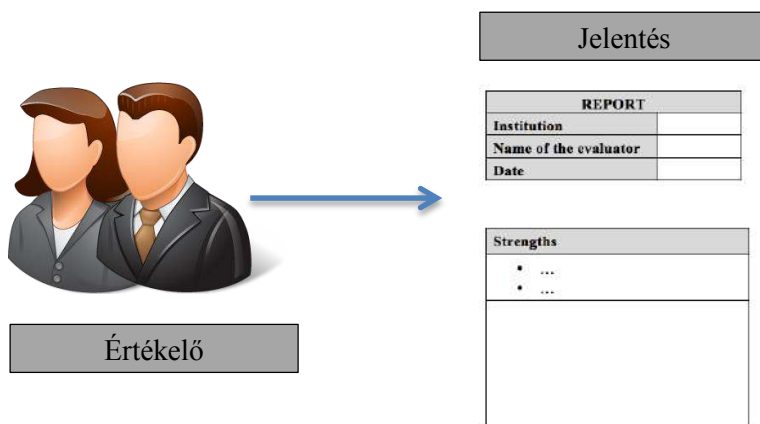 Jelentés
REPORT
Institution
Name of the evaluator
Date
Strengths
• ...
• ...
Értékelő